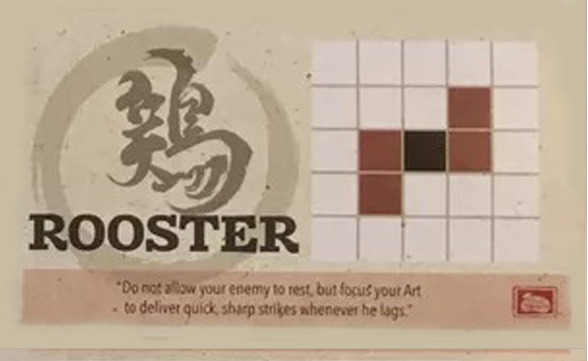 鶏
ROOSTER
"Do not allow your enemy to rest, but focus your Art
to deliver quick, sharp strikes whenever he lags."